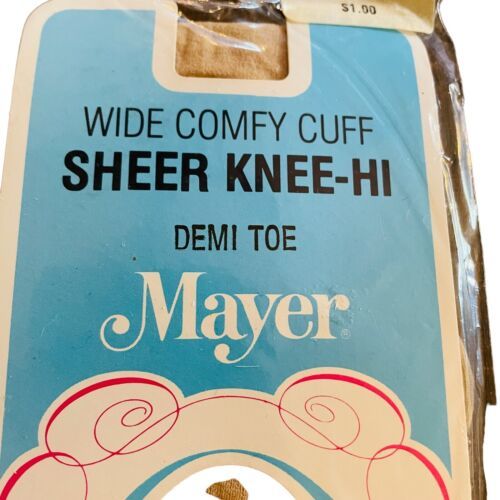 $1.00
WIDE COMFY CUFF
SHEER KNEE-HI
DEMI TOE
Mayer®